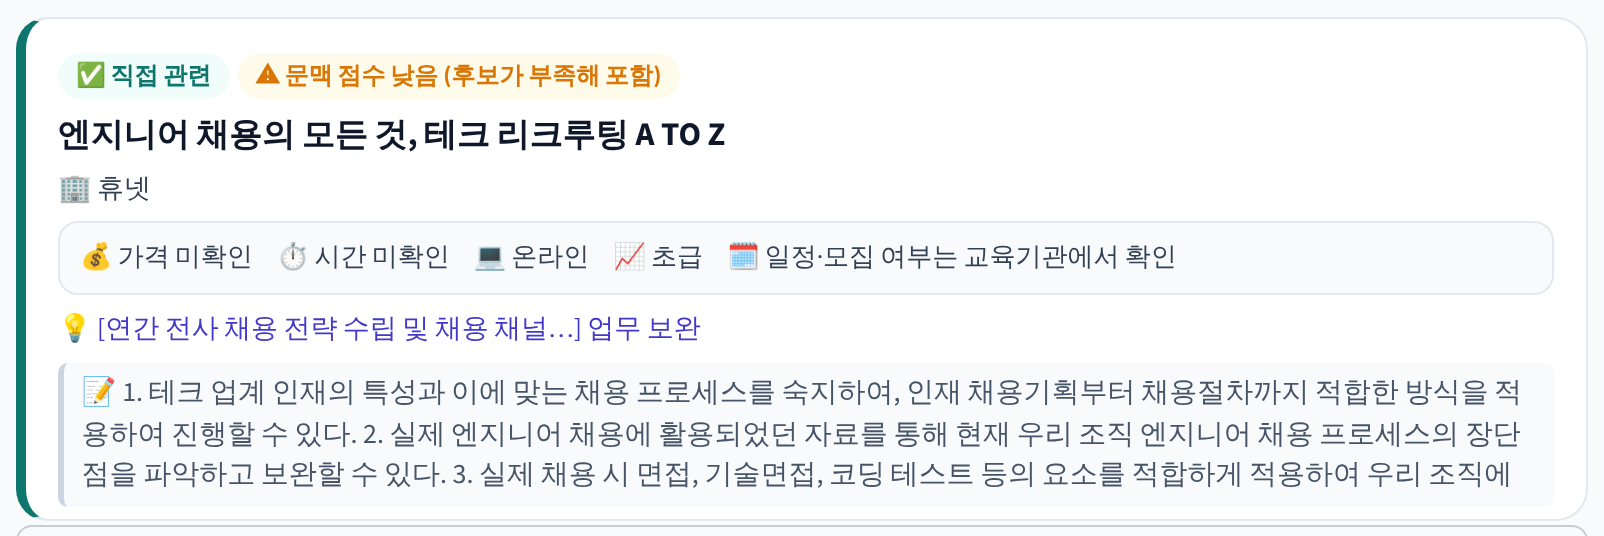 ✅ 직접 관련 ⚠ 문맥 점수 낮음 (후보가 부족해 포함)
엔지니어 채용의 모든 것, 테크 리크루팅 A TO Z
🏢 휴넷
💰 가격 미확인 ⏱️ 시간 미확인 💻 온라인 📈 초급 🗓️ 일정·모집 여부는 교육기관에서 확인
💡 [연간 전사 채용 전략 수립 및 채용 채널…] 업무 보완
📝 1. 테크 업계 인재의 특성과 이에 맞는 채용 프로세스를 숙지하여, 인재 채용기획부터 채용절차까지 적합한 방식을 적
용하여 진행할 수 있다. 2. 실제 엔지니어 채용에 활용되었던 자료를 통해 현재 우리 조직 엔지니어 채용 프로세스의 장단
점을 파악하고 보완할 수 있다. 3. 실제 채용 시 면접, 기술면접, 코딩 테스트 등의 요소를 적합하게 적용하여 우리 조직에